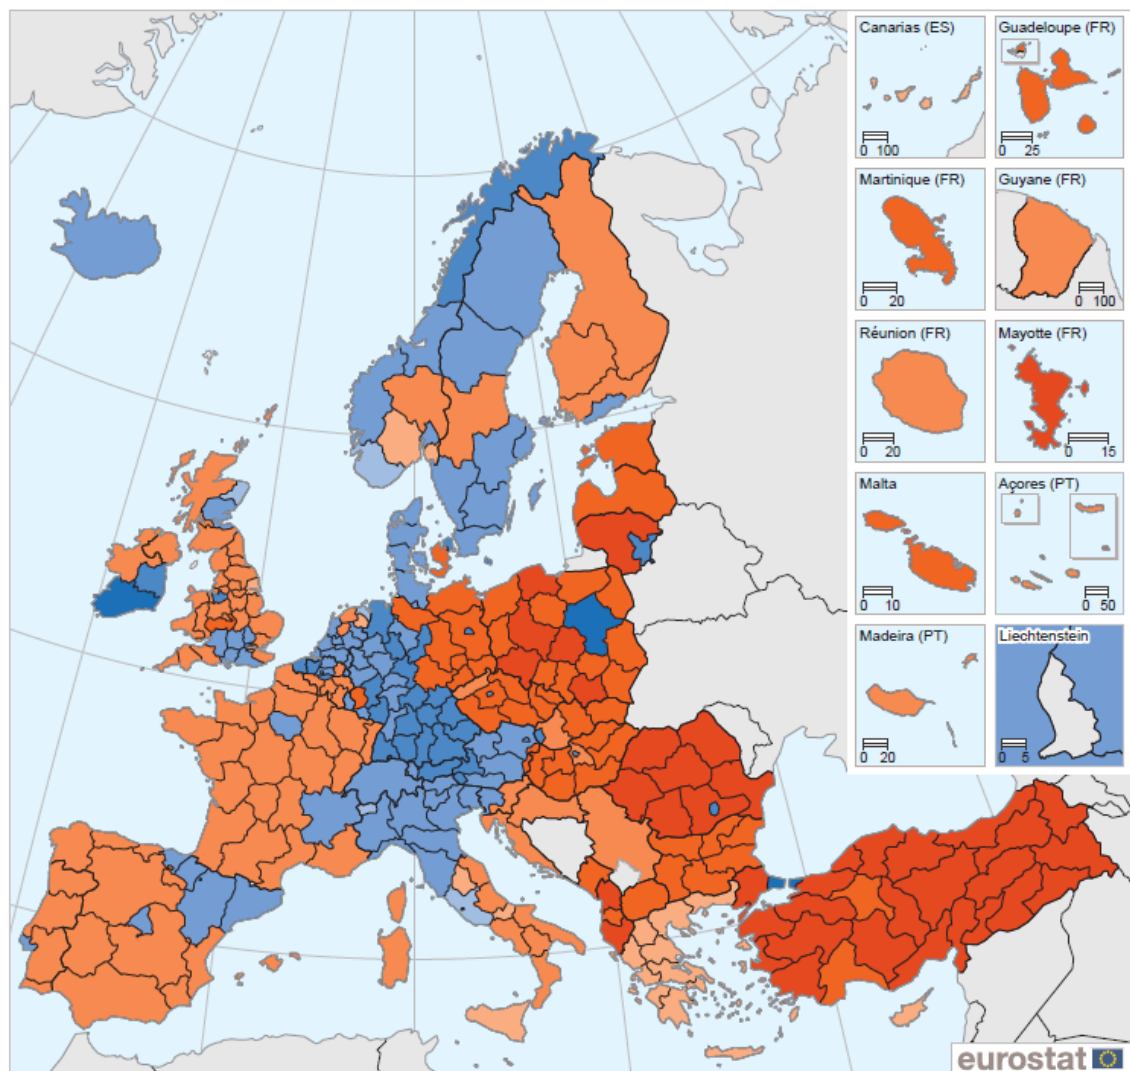 Canarias (ES)
0 100
Guadeloupe (FR)
0 25
Martinique (FR)
0 20
Guyane (FR)
0 100
Réunion (FR)
0 20
Mayotte (FR)
0 15
Malta
0 10
Açores (PT)
0 50
Madeira (PT)
0 20
Liechtenstein
0 5
eurostat